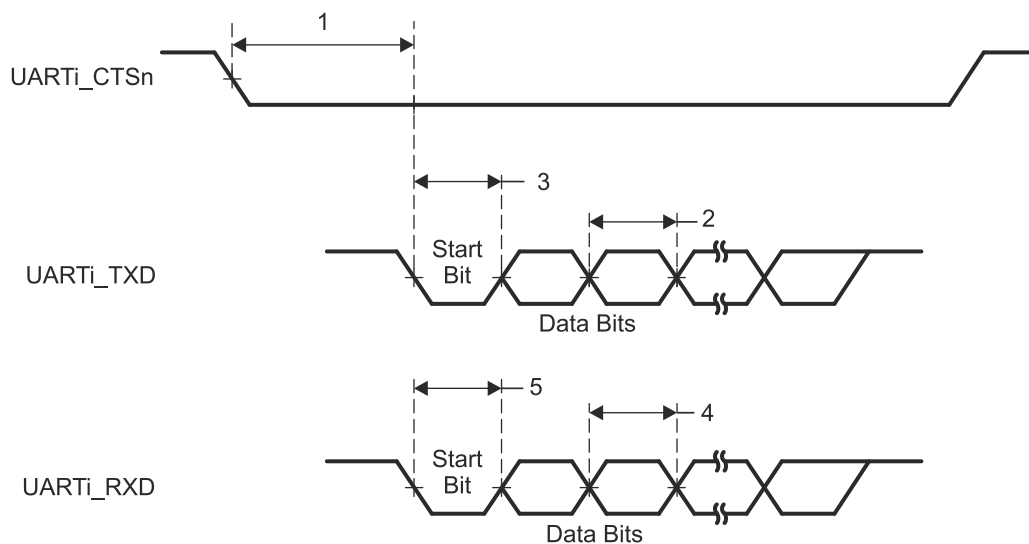 1
UARTi_CTSn
3
2
Start
Bit
UARTi_TXD
Data Bits
5
4
Start
Bit
UARTi_RXD
Data Bits